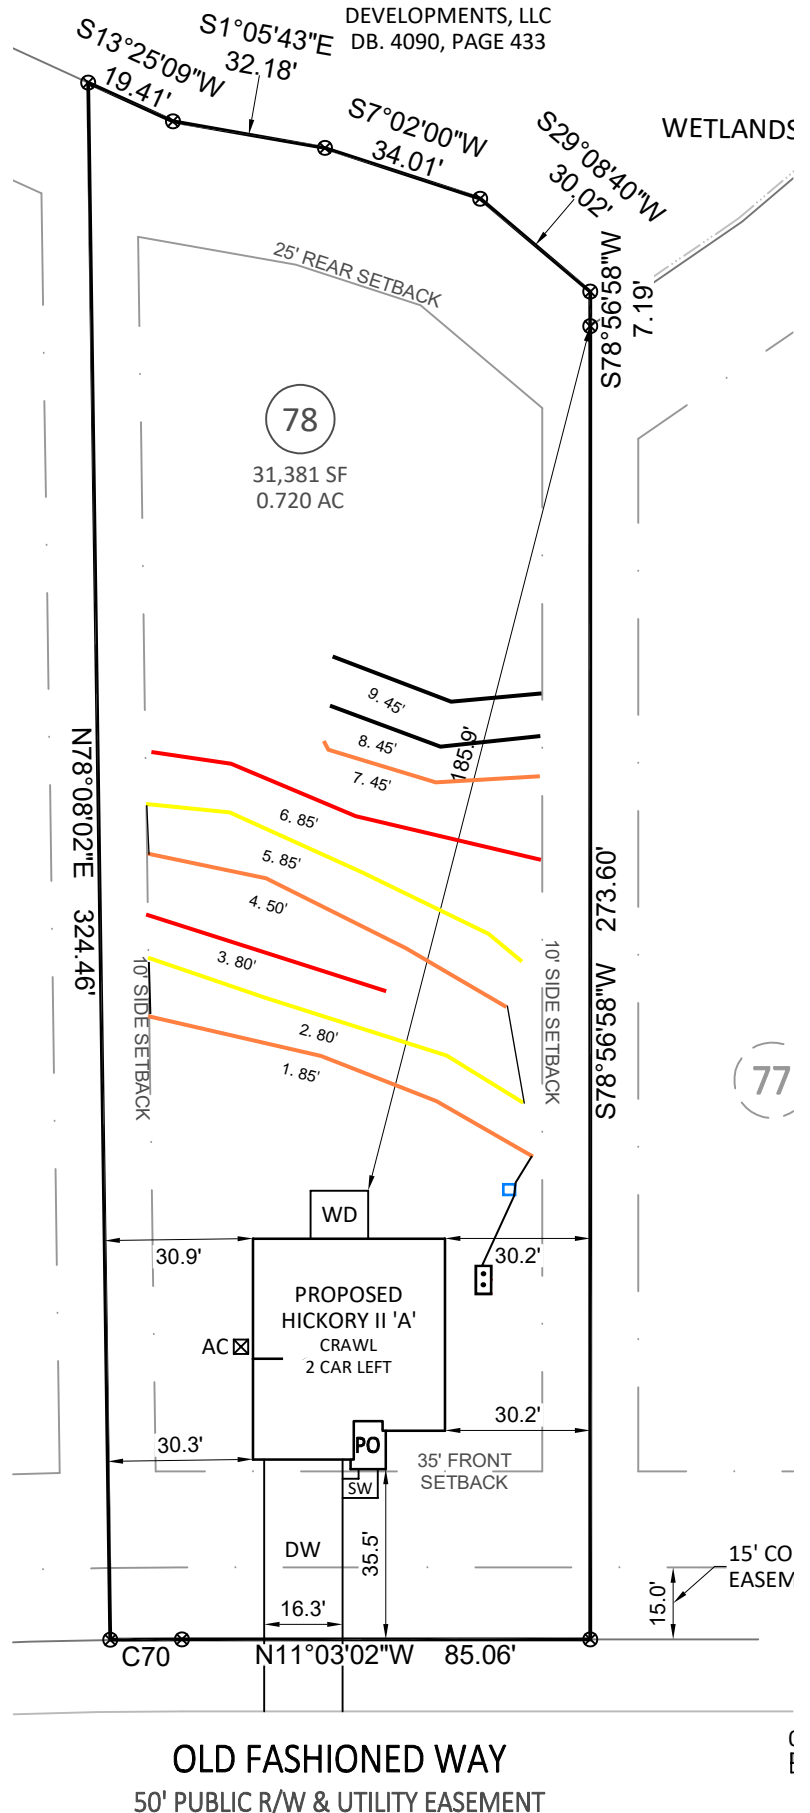 DEVELOPMENTS, LLC
DB. 4090, PAGE 433
S13°25'09"W
19.41'
S1°05'43"E
32.18'
S7°02'00"W
34.01'
S29°08'40"W
30.02'
WETLANDS
S78°56'58"W
7.19'
25' REAR SETBACK
78
31,381 SF
0.720 AC
9. 45'
8. 45'
7. 45'
185.9'
6. 85'
5. 85'
4. 50'
3. 80'
2. 80'
1. 85'
N78°08'02"E 324.46'
10' SIDE SETBACK
10' SIDE SETBACK
S78°56'58"W 273.60'
77
WD
30.9'
30.2'
PROPOSED
HICKORY II 'A'
CRAWL
2 CAR LEFT
AC
30.3'
30.2'
PO
35' FRONT
SETBACK
SW
DW
35.5'
15' CO
EASEM
15.0'
16.3'
C70
N11°03'02"W 85.06'
OLD FASHIONED WAY
50' PUBLIC R/W & UTILITY EASEMENT